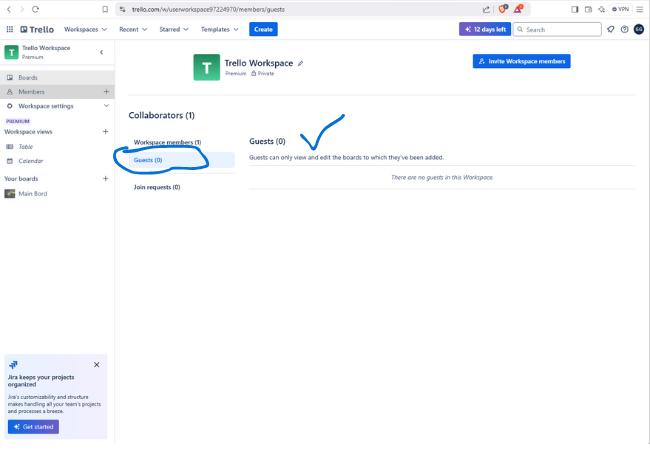 trello.com/w/userworkspace97224970/members/guests
VPN
Trello
Workspaces
Recent
Starred
Templates
Create
12 days left
Search
GG
T
Trello Workspace
Premium
Boards
Members
Workspace settings
PREMIUM
Workspace views
Table
Calendar
Your boards
Main Bord
Jira keeps your projects
organized
Jira's customizability and structure
makes handling all your team's projects
and processes a breeze.
Get started
T
Trello Workspace
Premium Private
Invite Workspace members
Collaborators (1)
Workspace members (1)
Guests (0)
Join requests (0)
Guests (0)
Guests can only view and edit the boards to which they've been added.
There are no guests in this Workspace.